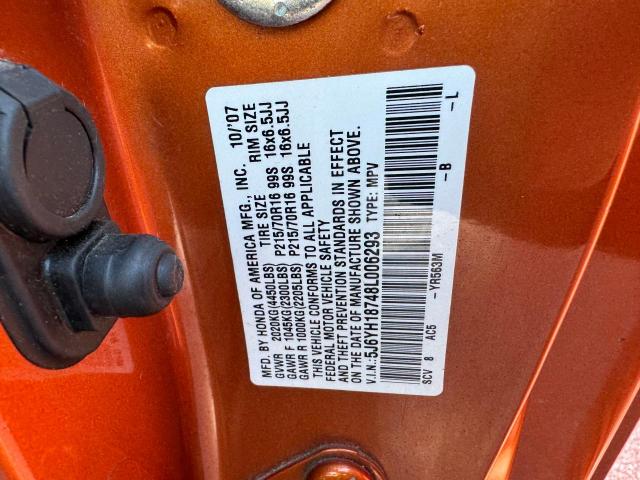 MFD. BY HONDA OF AMERICA MFG., INC. 10/'07
TIRE SIZE RIM SIZE
GVWR 2020KG(4450LBS)
GAWR F 1045KG(2300LBS) P215/70R16 99S 16x6.5JJ
GAWR R 1000KG(2205LBS) P215/70R16 99S 16x6.5JJ
THIS VEHICLE CONFORMS TO ALL APPLICABLE
FEDERAL MOTOR VEHICLE SAFETY
AND THEFT PREVENTION STANDARDS IN EFFECT
ON THE DATE OF MANUFACTURE SHOWN ABOVE.
V.I.N.:5J6YH18748L006293 TYPE: MPV
SCV 8 AC5 -YR563M -B -L